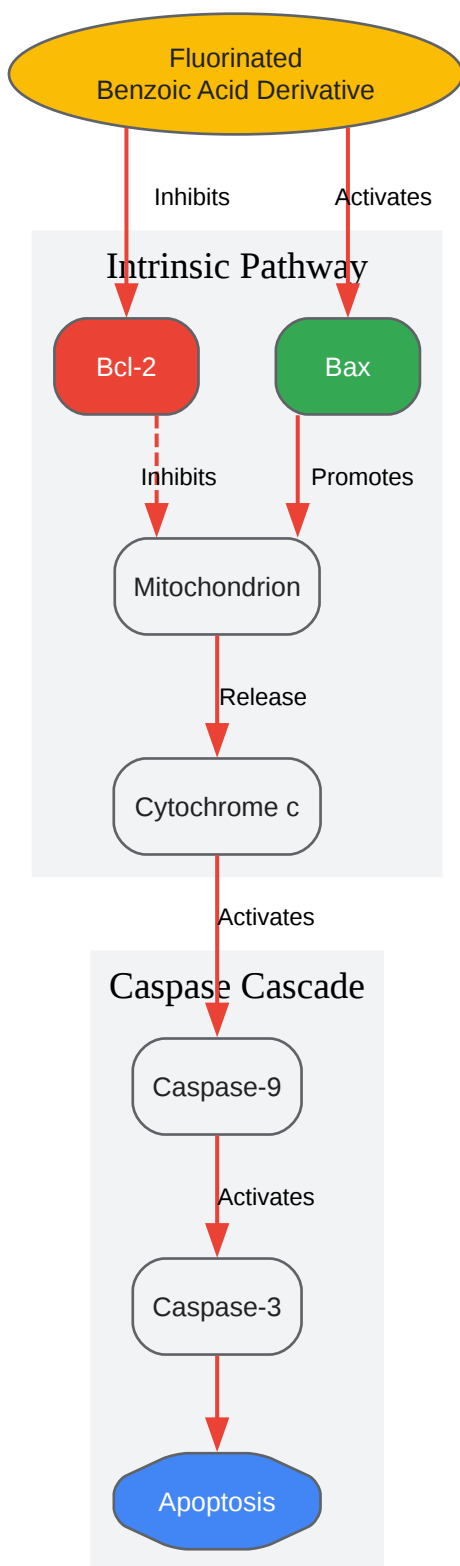 Fluorinated
Benzoic Acid Derivative
Inhibits
Activates
Intrinsic Pathway
Bcl-2
Bax
Inhibits
Promotes
Mitochondrion
Release
Cytochrome c
Activates
Caspase Cascade
Caspase-9
Activates
Caspase-3
Apoptosis